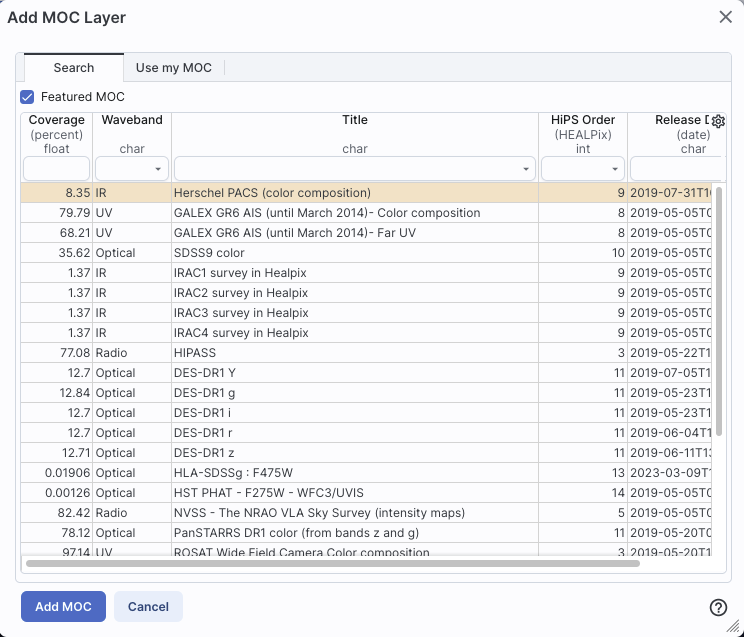 Add MOC Layer
Search Use my MOC
Featured MOC
Coverage Waveband Title HiPS Order Release
(percent) (HEALPix) (date)
float char char int char
8.35 IR Herschel PACS (color composition) 9 2019-07-31T1
79.79 UV GALEX GR6 AIS (until March 2014)- Color composition 8 2019-05-05T0
68.21 UV GALEX GR6 AIS (until March 2014)- Far UV 8 2019-05-05T0
35.62 Optical SDSS9 color 10 2019-05-05T0
1.37 IR IRAC1 survey in Healpix 9 2019-05-05T0
1.37 IR IRAC2 survey in Healpix 9 2019-05-05T0
1.37 IR IRAC3 survey in Healpix 9 2019-05-05T0
1.37 IR IRAC4 survey in Healpix 9 2019-05-05T0
77.08 Radio HIPASS 3 2019-05-22T1
12.7 Optical DES-DR1 Y 11 2019-07-05T1
12.84 Optical DES-DR1 g 11 2019-05-23T1
12.7 Optical DES-DR1 i 11 2019-05-23T1
12.7 Optical DES-DR1 r 11 2019-06-04T1
12.71 Optical DES-DR1 z 11 2019-06-11T1
0.01906 Optical HLA-SDSSg : F475W 13 2023-03-09T
0.00126 Optical HST PHAT - F275W - WFC3/UVIS 14 2019-05-05T0
82.42 Radio NVSS - The NRAO VLA Sky Survey (intensity maps) 5 2019-05-05T0
78.12 Optical PanSTARRS DR1 color (from bands z and g) 11 2019-05-20T0
97.14 UV ROSAT Wide Field Camera Color composition 3 2019-05-20T1
Add MOC Cancel